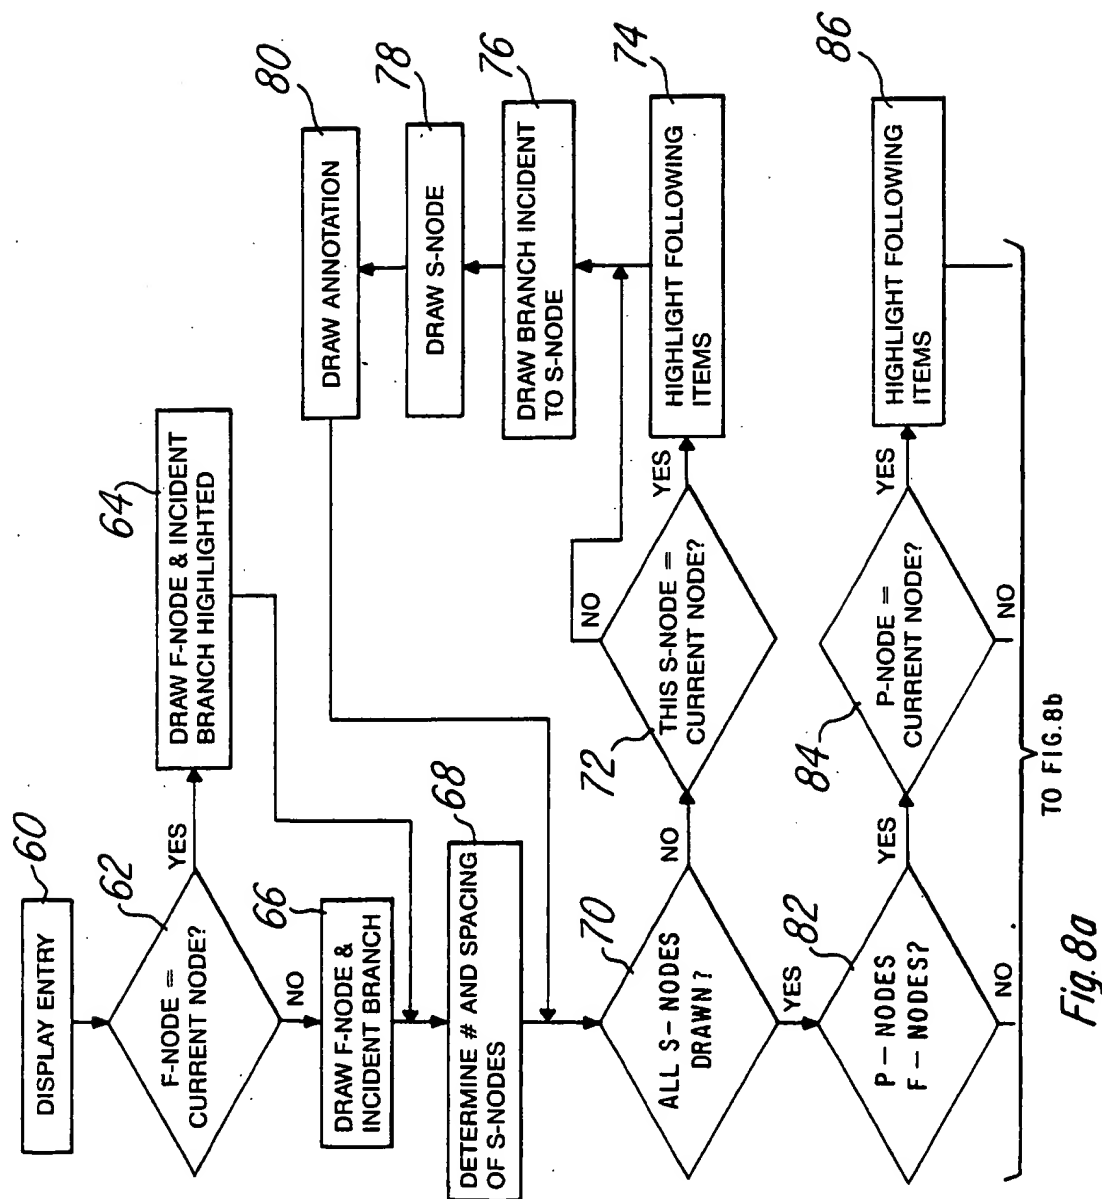 60
DISPLAY ENTRY
62
F-NODE =
CURRENT NODE?
YES
64
DRAW F-NODE & INCIDENT
BRANCH HIGHLIGHTED
NO
66
DRAW F-NODE &
INCIDENT BRANCH
68
DETERMINE # AND SPACING
OF S-NODES
70
ALL S-NODES
DRAWN?
NO
72
THIS S-NODE =
CURRENT NODE?
NO
YES
74
HIGHLIGHT FOLLOWING
ITEMS
76
DRAW BRANCH INCIDENT
TO S-NODE
78
DRAW S-NODE
80
DRAW ANNOTATION
YES
82
P-NODES
F-NODES?
YES
NO
84
P-NODE =
CURRENT NODE?
YES
NO
86
HIGHLIGHT FOLLOWING
ITEMS
TO FIG.8b
Fig.8a